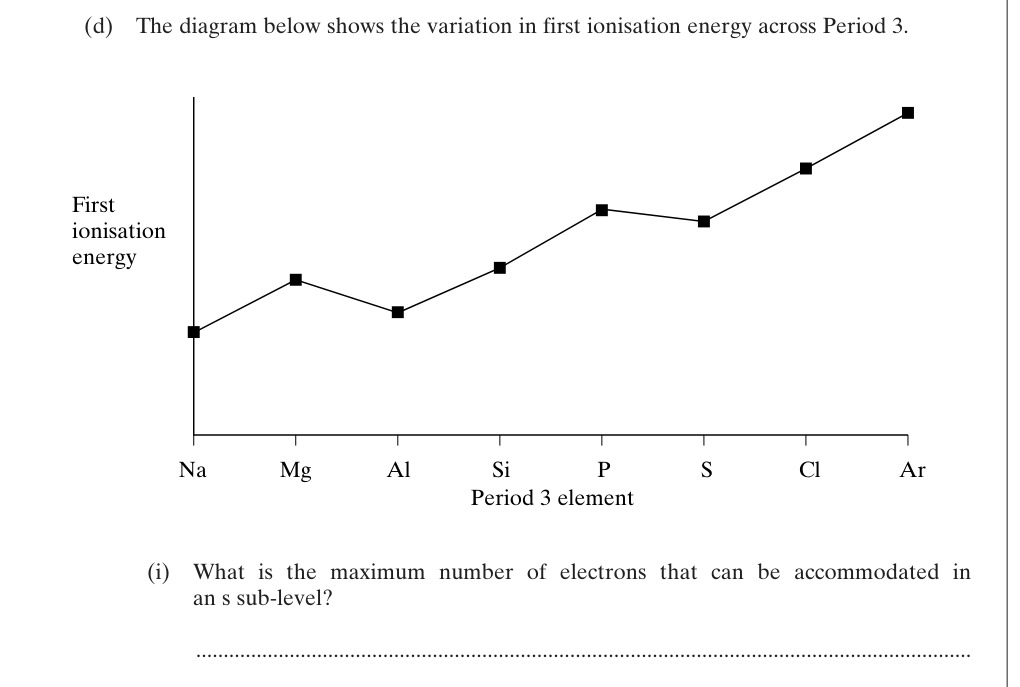 (d) The diagram below shows the variation in first ionisation energy across Period 3.
First
ionisation
energy
Na Mg Al Si P S Cl Ar
Period 3 element
(i) What is the maximum number of electrons that can be accommodated in
an s sub-level?